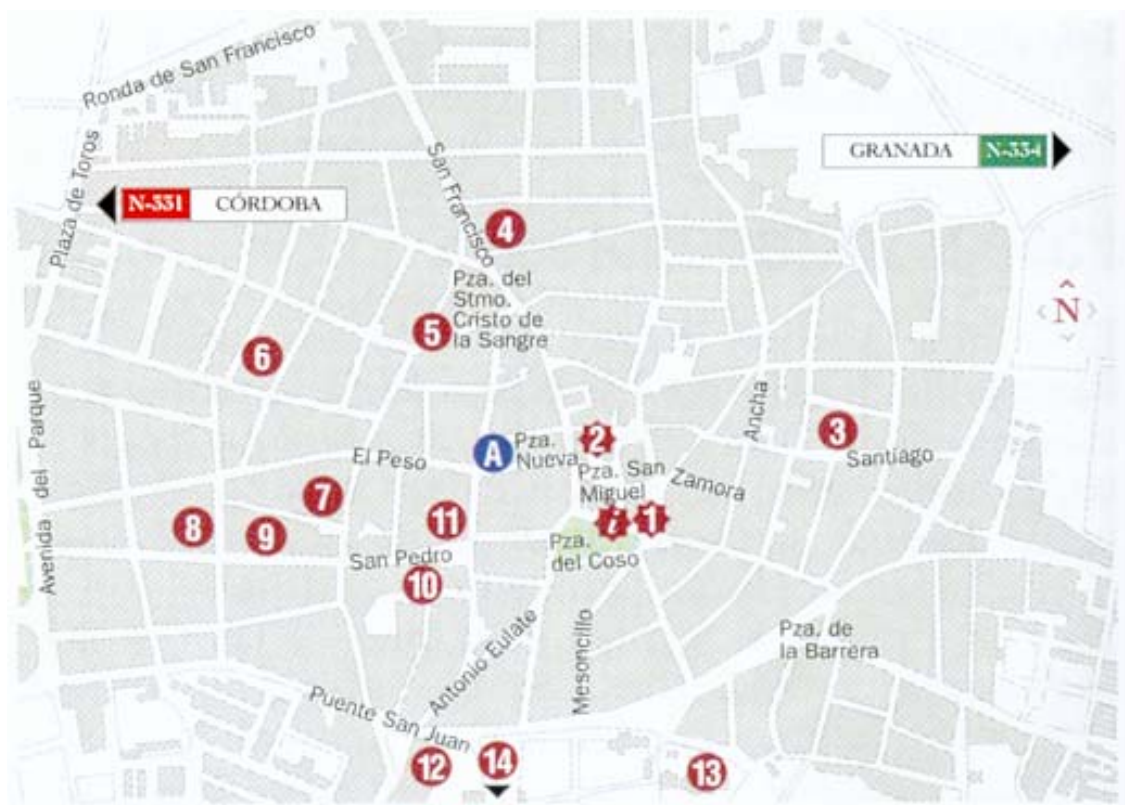 Ronda de San Francisco
Plaza de Toros
N-331 CÓRDOBA
San Francisco
GRANADA N-334
4
Pza. del
Stmo.
Cristo de
la Sangre
5
6
N
Avenida del Parque
Ancha
3
Santiago
El Peso
A
Pza.
Nueva
2
Pza. San
Miguel
Zamora
7
8
9
11
i
1
San Pedro
Pza.
del Coso
10
Antonio Eulate
Mesoncillo
Pza. de
la Barrera
Puente San Juan
12
14
13